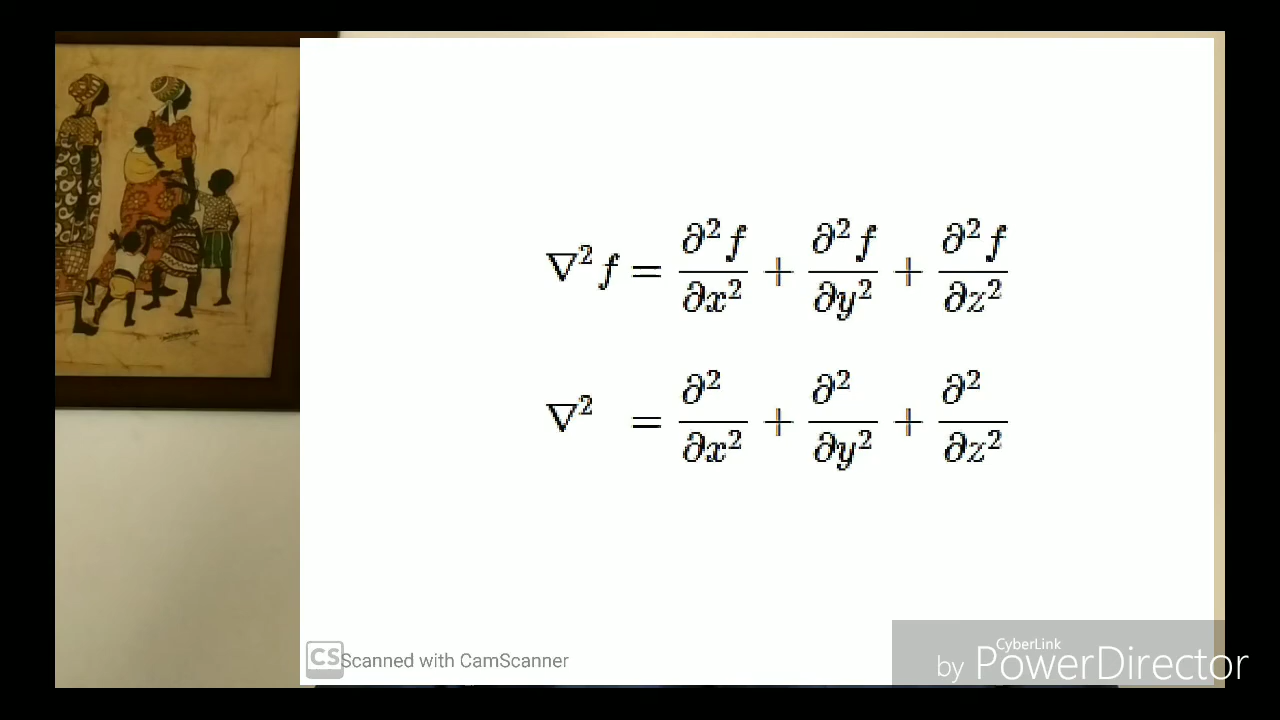 ∇²f = ∂²f/∂x² + ∂²f/∂y² + ∂²f/∂z²
∇² = ∂²/∂x² + ∂²/∂y² + ∂²/∂z²
CS Scanned with CamScanner
CyberLink
by PowerDirector